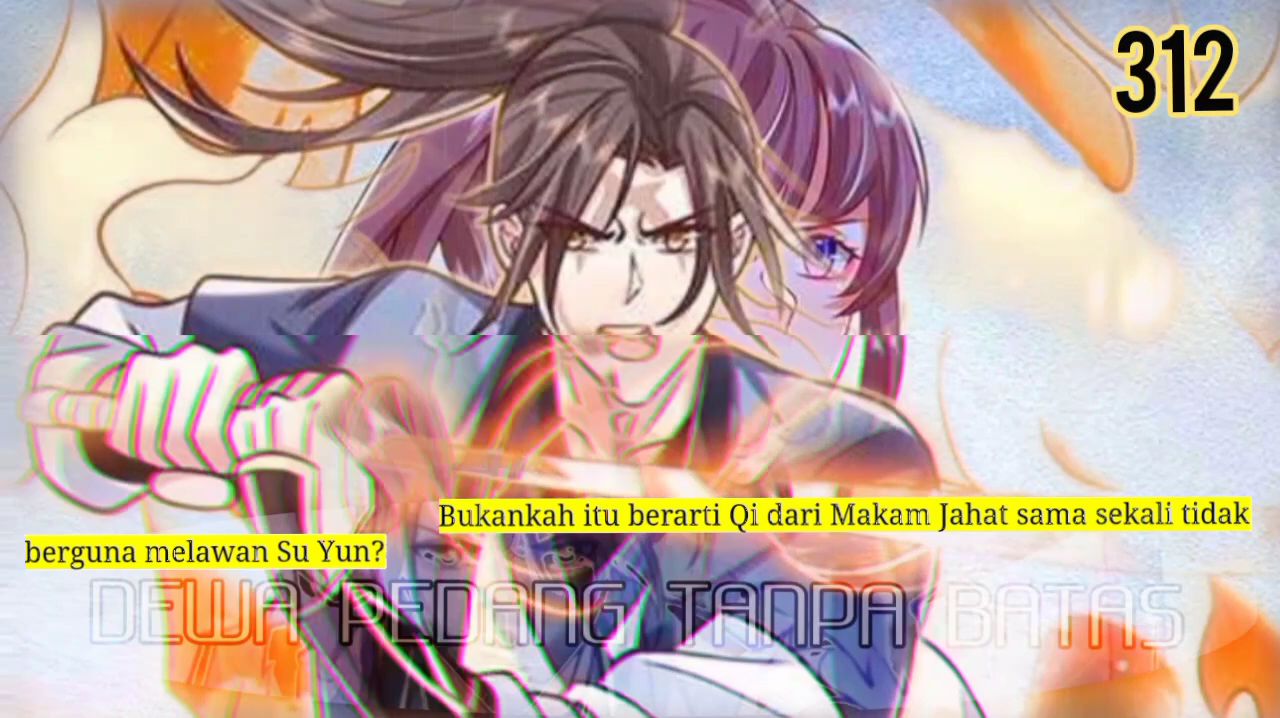 312
Bukankah itu berarti Qi dari Makam Jahat sama sekali tidak
berguna melawan Su Yun?
DEWA PEDANG TANPA BATAS